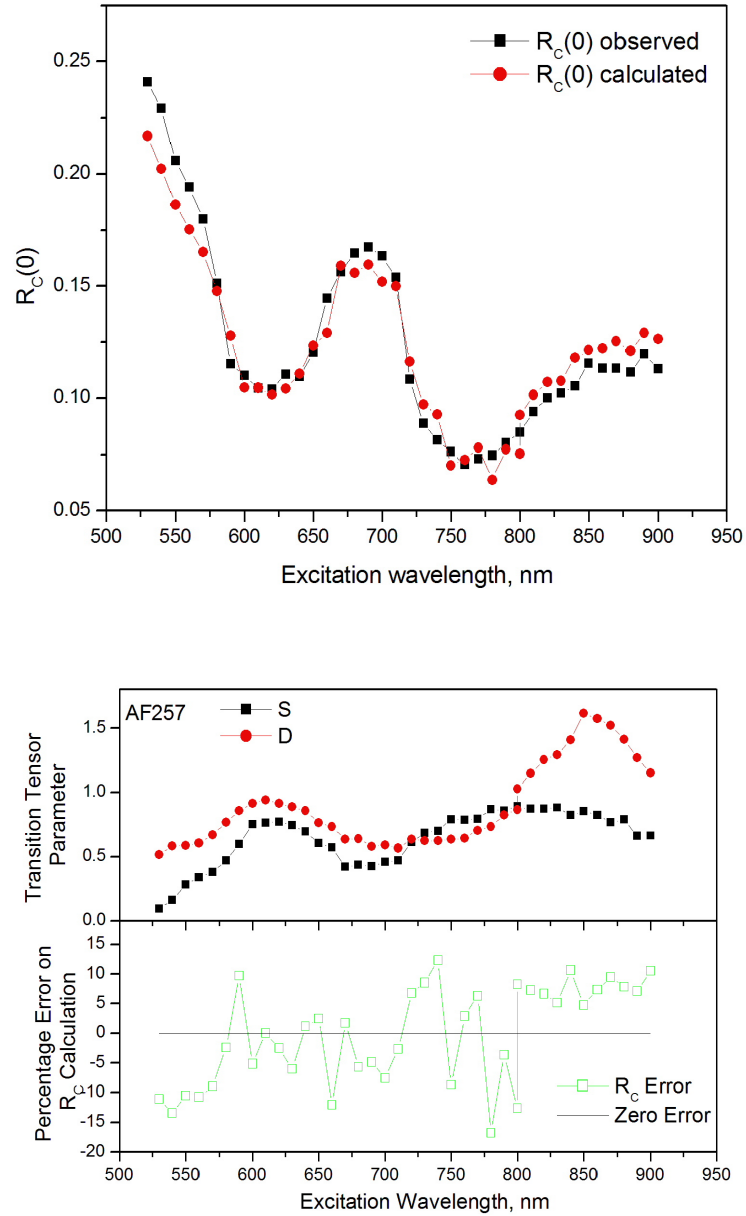 R_C(0) observed
R_C(0) calculated
0.25
0.20
0.15
0.10
0.05
R_C(0)
500 550 600 650 700 750 800 850 900 950
Excitation wavelength, nm
AF257
S
D
1.5
1.0
0.5
0.0
Transition Tensor
Parameter
15
10
5
0
-5
-10
-15
-20
Percentage Error on
R_C Calculation
R_C Error
Zero Error
500 550 600 650 700 750 800 850 900 950
Excitation Wavelength, nm